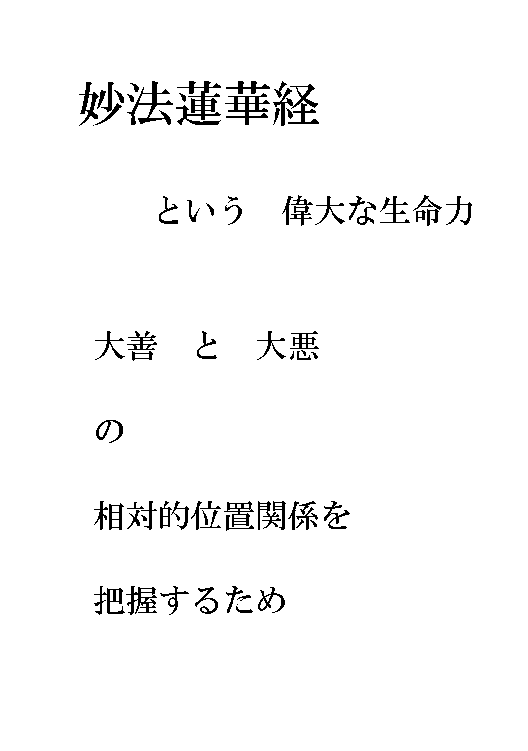 妙法蓮華経
という　偉大な生命力
大善　と　大悪
の
相対的位置関係を
把握するため